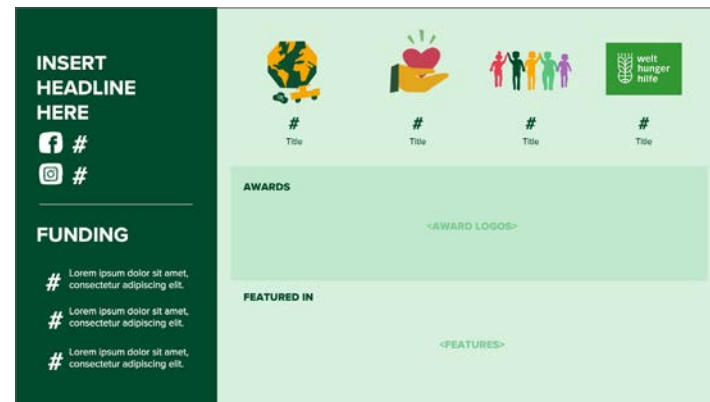 INSERT
HEADLINE
HERE
#
#
FUNDING
# Lorem ipsum dolor sit amet,
consectetur adipiscing elit.
# Lorem ipsum dolor sit amet,
consectetur adipiscing elit.
# Lorem ipsum dolor sit amet,
consectetur adipiscing elit.
welt
hunger
hilfe
# # # #
Title Title Title Title
AWARDS
<AWARD LOGOS>
FEATURED IN
<FEATURES>